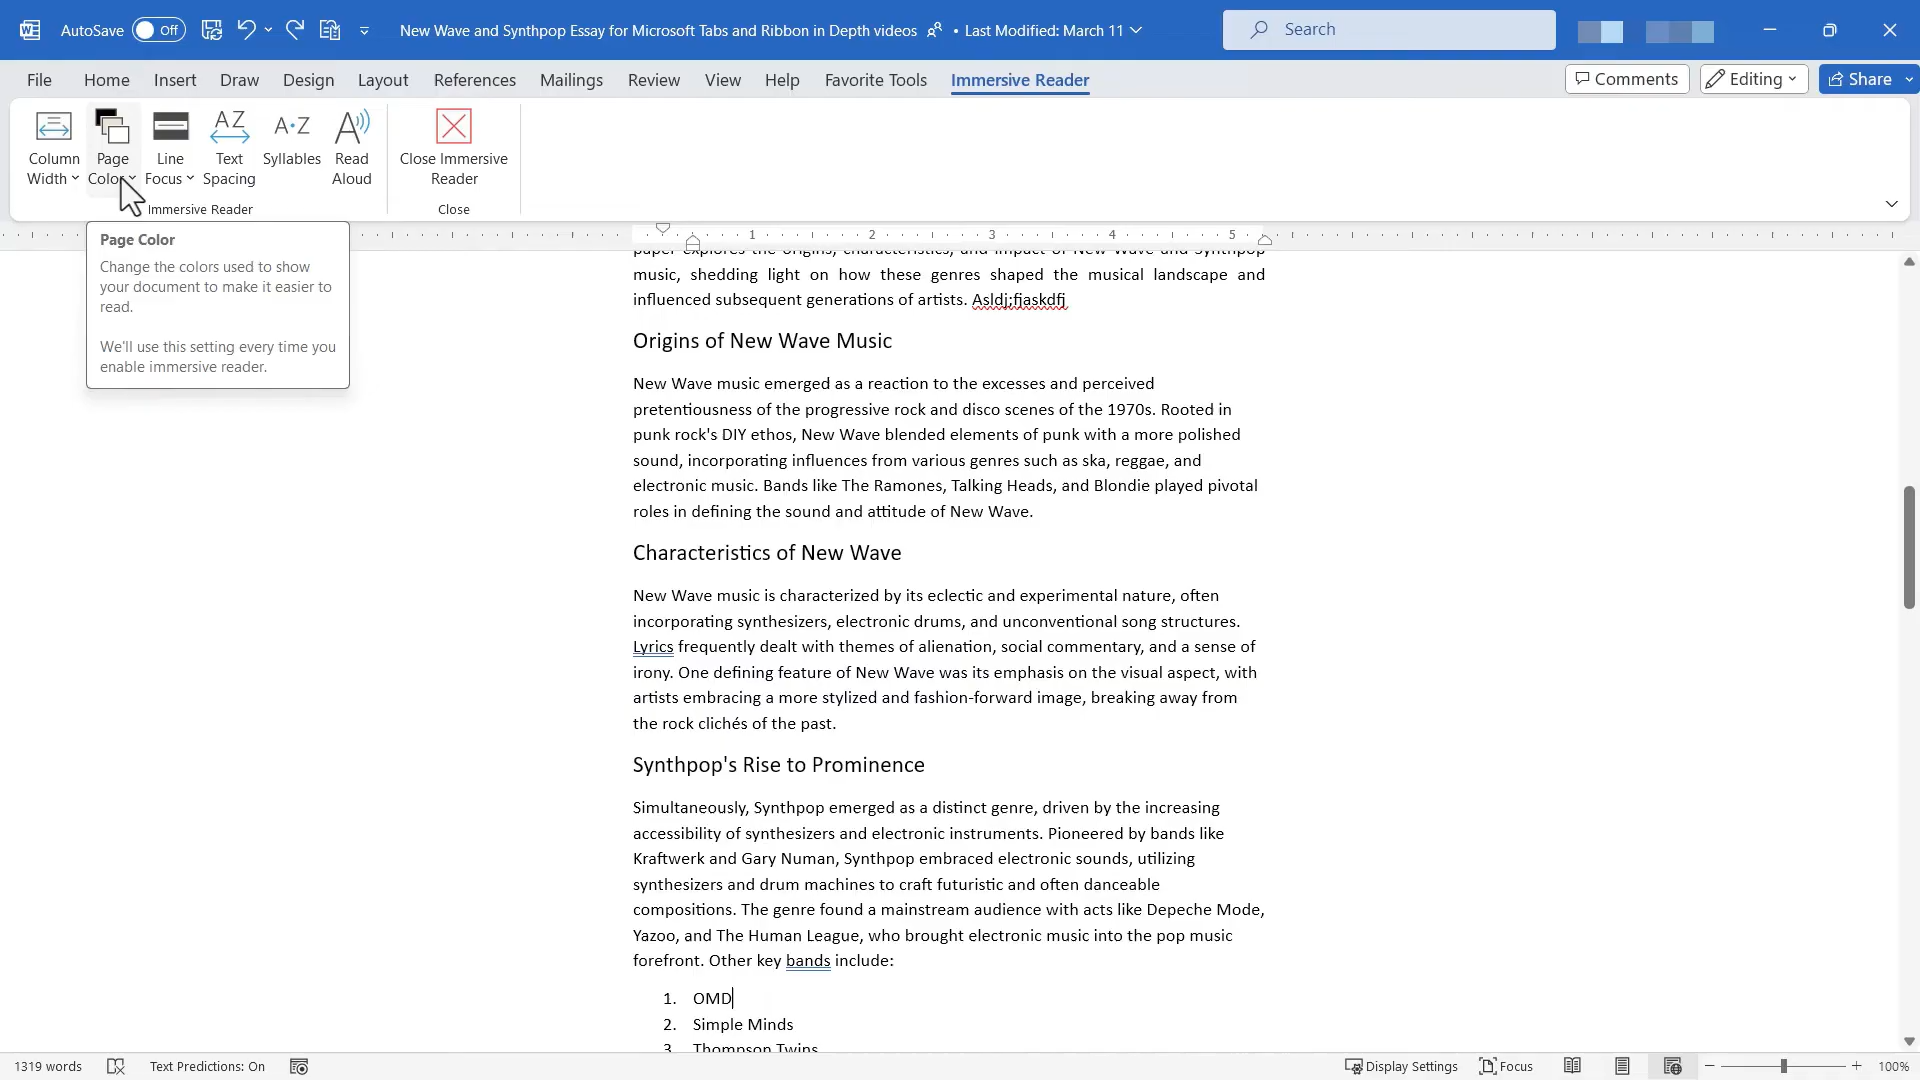 AutoSave Off New Wave and Synthpop Essay for Microsoft Tabs and Ribbon in Depth videos • Last Modified: March 11 Search
File Home Insert Draw Design Layout References Mailings Review View Help Favorite Tools Immersive Reader Comments Editing Share
Column Width
Page Color
Line Focus
Text Spacing
Syllables
Read Aloud
Close Immersive Reader
Immersive Reader
Close
Page Color
Change the colors used to show
your document to make it easier to
read.
We'll use this setting every time you
enable immersive reader.
1 2 3 4 5
paper explores the origins, characteristics, and impact of New Wave and Synthpop
music, shedding light on how these genres shaped the musical landscape and
influenced subsequent generations of artists. Asldj;fjaskdfj
Origins of New Wave Music
New Wave music emerged as a reaction to the excesses and perceived
pretentiousness of the progressive rock and disco scenes of the 1970s. Rooted in
punk rock's DIY ethos, New Wave blended elements of punk with a more polished
sound, incorporating influences from various genres such as ska, reggae, and
electronic music. Bands like The Ramones, Talking Heads, and Blondie played pivotal
roles in defining the sound and attitude of New Wave.
Characteristics of New Wave
New Wave music is characterized by its eclectic and experimental nature, often
incorporating synthesizers, electronic drums, and unconventional song structures.
Lyrics frequently dealt with themes of alienation, social commentary, and a sense of
irony. One defining feature of New Wave was its emphasis on the visual aspect, with
artists embracing a more stylized and fashion-forward image, breaking away from
the rock clichés of the past.
Synthpop's Rise to Prominence
Simultaneously, Synthpop emerged as a distinct genre, driven by the increasing
accessibility of synthesizers and electronic instruments. Pioneered by bands like
Kraftwerk and Gary Numan, Synthpop embraced electronic sounds, utilizing
synthesizers and drum machines to craft futuristic and often danceable
compositions. The genre found a mainstream audience with acts like Depeche Mode,
Yazoo, and The Human League, who brought electronic music into the pop music
forefront. Other key bands include:
1. OMD
2. Simple Minds
3. Thompson Twins
1319 words Text Predictions: On Display Settings Focus 100%